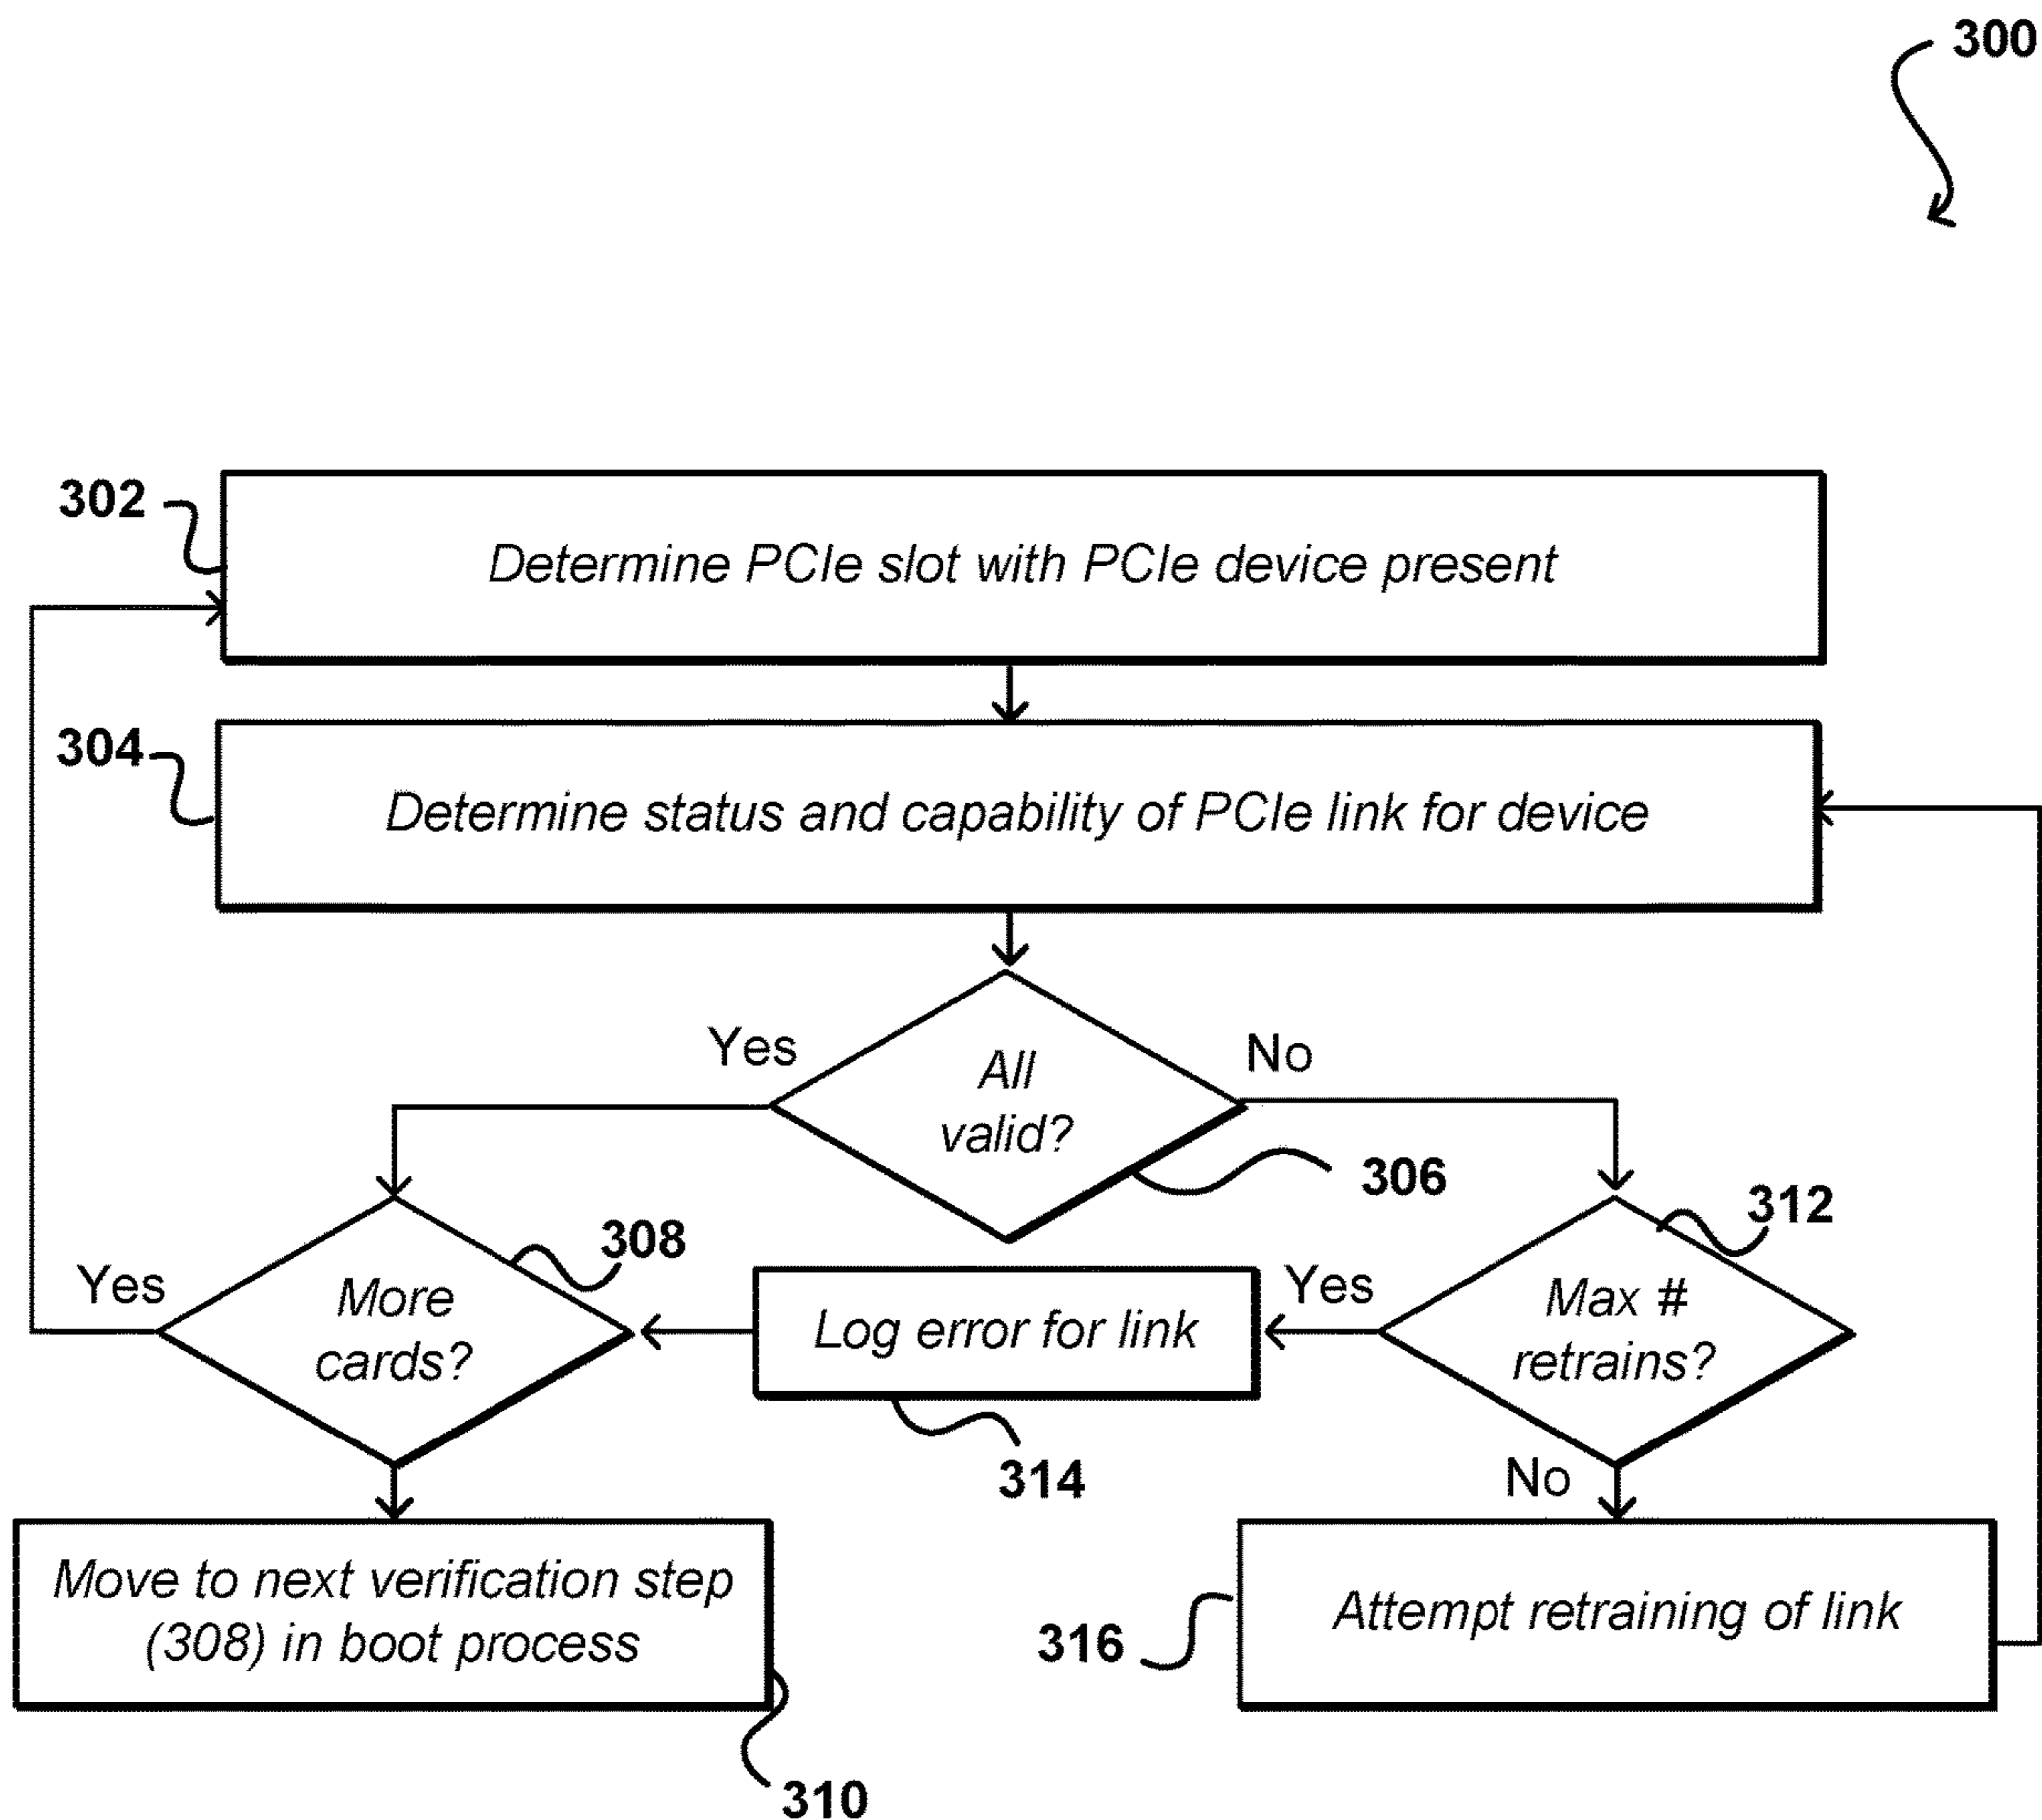 300
302
Determine PCIe slot with PCIe device present
304
Determine status and capability of PCIe link for device
Yes
No
All
valid?
306
312
308
Yes
More
cards?
Log error for link
Yes
Max #
retrains?
314
No
Move to next verification step
(308) in boot process
316
Attempt retraining of link
310